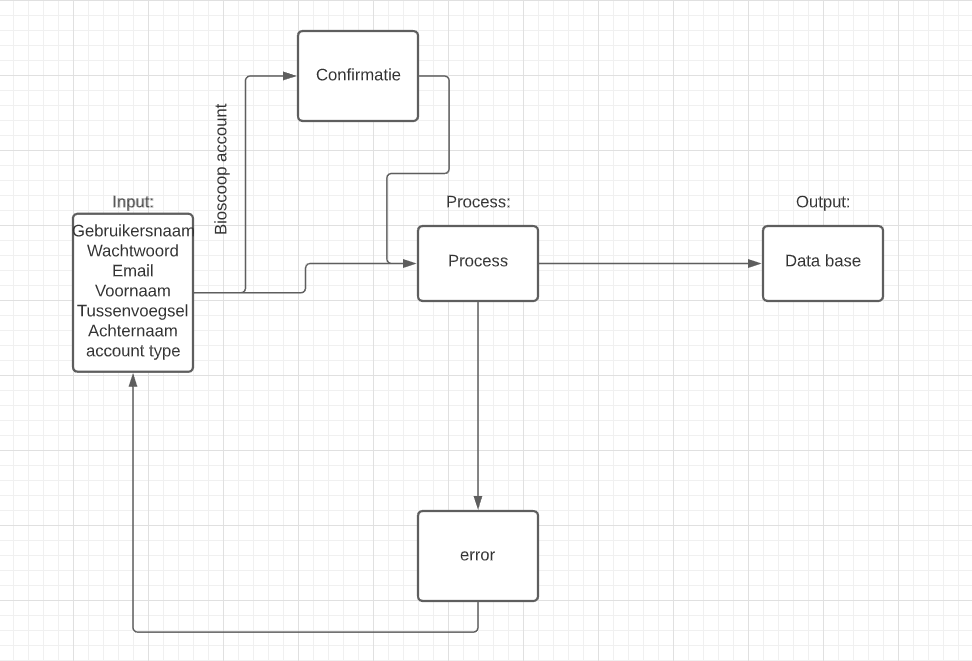 Confirmatie
Bioscoop account
Input:
Gebruikersnaam
Wachtwoord
Email
Voornaam
Tussenvoegsel
Achternaam
account type
Process:
Process
Output:
Data base
error